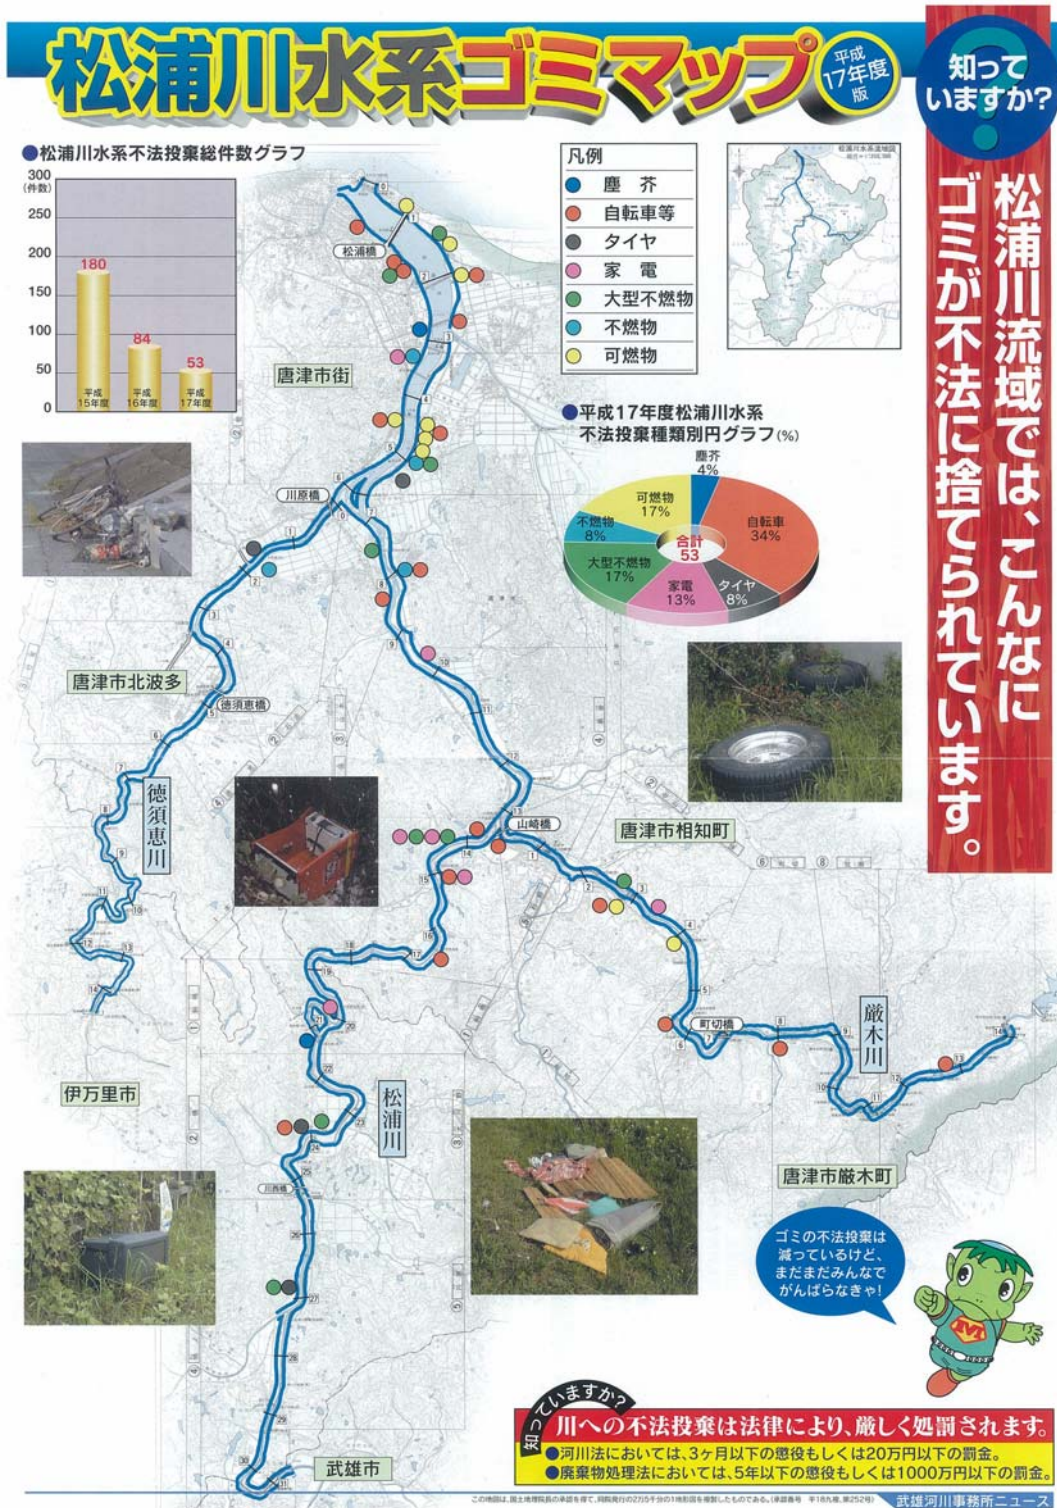 松浦川水系ゴミマップ
平成
17年度
版
知って
いますか?
松浦川流域では、こんなに
ゴミが不法に捨てられています。
●松浦川水系不法投棄総件数グラフ
300
(件数)
250
200
150
100
50
0
180
84
53
平成
15年度
平成
16年度
平成
17年度
凡例
塵芥
自転車等
タイヤ
家電
大型不燃物
不燃物
可燃物
松浦川水系流域図
●平成17年度松浦川水系
不法投棄種類別円グラフ(%)
塵芥
4%
自転車
34%
タイヤ
8%
家電
13%
大型不燃物
17%
不燃物
8%
可燃物
17%
合計
53
松浦橋
唐津市街
川原橋
唐津市北波多
徳須恵橋
徳須恵川
山崎橋
唐津市相知町
町切橋
厳木川
伊万里市
松浦川
川西橋
唐津市厳木町
武雄市
ゴミの不法投棄は
減っているけど、
まだまだみんなで
がんばらなきゃ!
知っていますか?
川への不法投棄は法律により、厳しく処罰されます。
●河川法においては、3ヶ月以下の懲役もしくは20万円以下の罰金。
●廃棄物処理法においては、5年以下の懲役もしくは1000万円以下の罰金。
武雄河川事務所ニュース